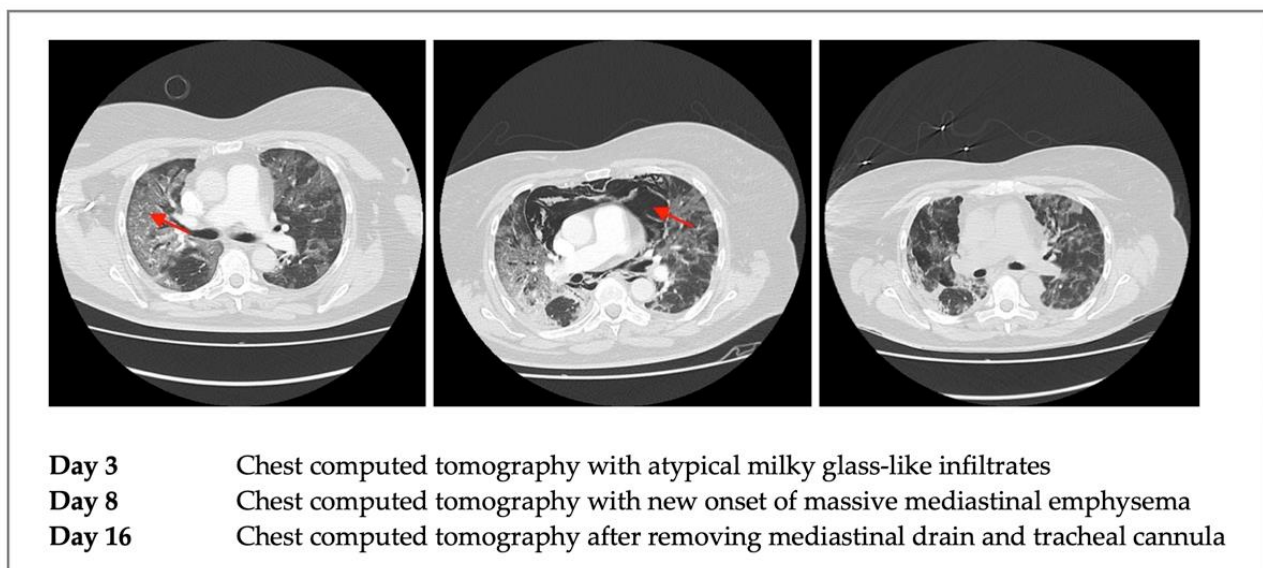 Day 3 Chest computed tomography with atypical milky glass-like infiltrates
Day 8 Chest computed tomography with new onset of massive mediastinal emphysema
Day 16 Chest computed tomography after removing mediastinal drain and tracheal cannula